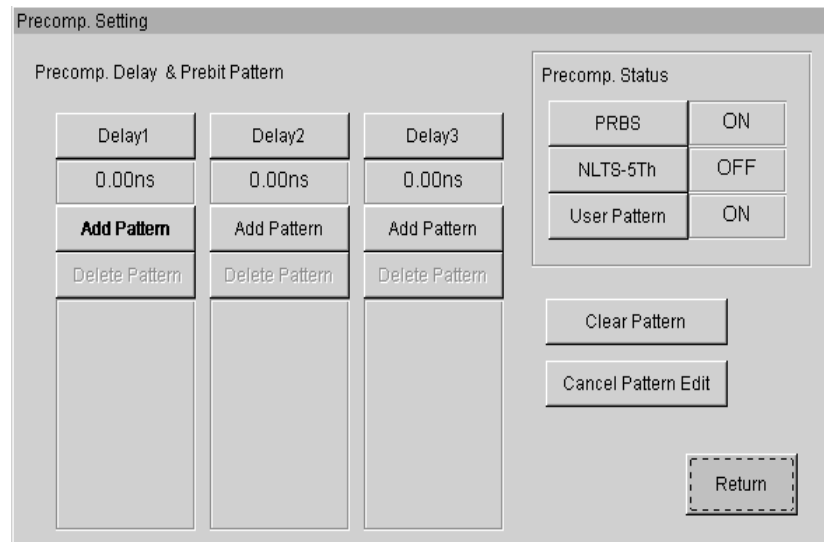 Precomp. Setting
Precomp. Delay & Prebit Pattern
Delay1 Delay2 Delay3
0.00ns 0.00ns 0.00ns
Add Pattern Add Pattern Add Pattern
Delete Pattern Delete Pattern Delete Pattern
Precomp. Status
PRBS ON
NLTS-5Th OFF
User Pattern ON
Clear Pattern
Cancel Pattern Edit
Return